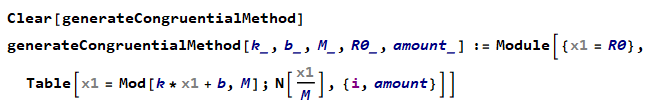 Clear[generateCongruentialMethod]
generateCongruentialMethod[k_, b_, M_, R0_, amount_] := Module[{x1 = R0},
Table[x1 = Mod[k * x1 + b, M]; N[x1/M], {i, amount}]]